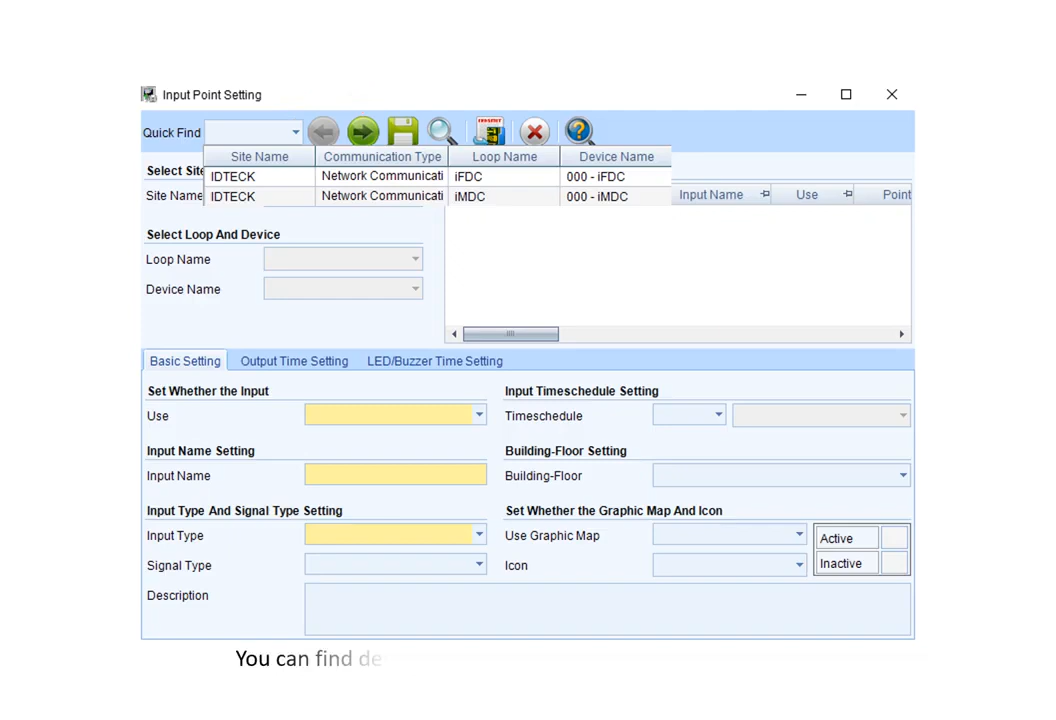 Input Point Setting
Quick Find
Site Name Communication Type Loop Name Device Name
IDTECK Network Communicati iFDC 000 - iFDC
IDTECK Network Communicati iMDC 000 - iMDC
Select
Site Name
Input Name Use Point
Select Loop And Device
Loop Name
Device Name
Basic Setting Output Time Setting LED/Buzzer Time Setting
Set Whether the Input
Use
Input Name Setting
Input Name
Input Type And Signal Type Setting
Input Type
Signal Type
Description
Input Timeschedule Setting
Timeschedule
Building-Floor Setting
Building-Floor
Set Whether the Graphic Map And Icon
Use Graphic Map
Icon
Active
Inactive
You can find de